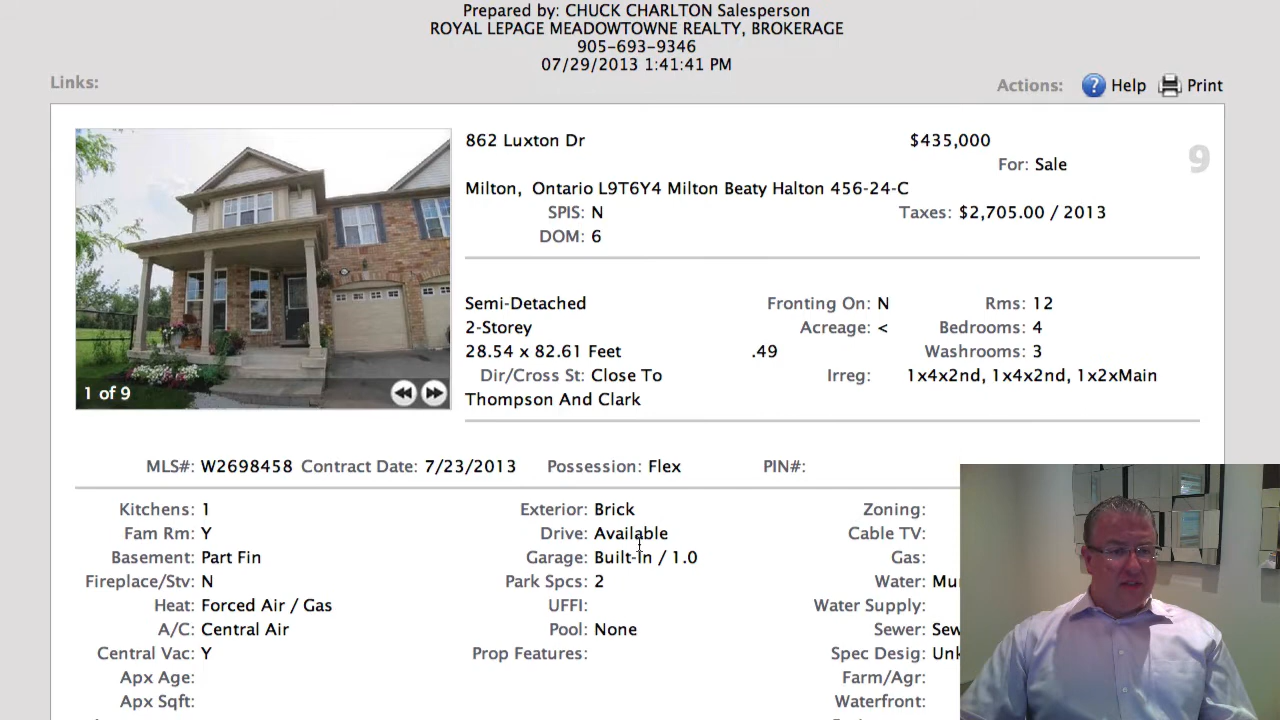 Prepared by: CHUCK CHARLTON Salesperson
ROYAL LEPAGE MEADOWTOWNE REALTY, BROKERAGE
905-693-9346
07/29/2013 1:41:41 PM
Links:
Actions: ? Help Print
862 Luxton Dr $435,000
For: Sale
9
Milton, Ontario L9T6Y4 Milton Beaty Halton 456-24-C
SPIS: N Taxes: $2,705.00 / 2013
DOM: 6
Semi-Detached Fronting On: N Rms: 12
2-Storey Acreage: < Bedrooms: 4
28.54 x 82.61 Feet .49 Washrooms: 3
Dir/Cross St: Close To Irreg: 1x4x2nd, 1x4x2nd, 1x2xMain
Thompson And Clark
1 of 9
MLS#: W2698458 Contract Date: 7/23/2013 Possession: Flex PIN#:
Kitchens: 1 Exterior: Brick Zoning:
Fam Rm: Y Drive: Available Cable TV:
Basement: Part Fin Garage: Built-In / 1.0 Gas:
Fireplace/Stv: N Park Spcs: 2 Water: Mu
Heat: Forced Air / Gas UFFI: Water Supply:
A/C: Central Air Pool: None Sewer: Sew
Central Vac: Y Prop Features: Spec Desig: Unk
Apx Age: Farm/Agr:
Apx Sqft: Waterfront: